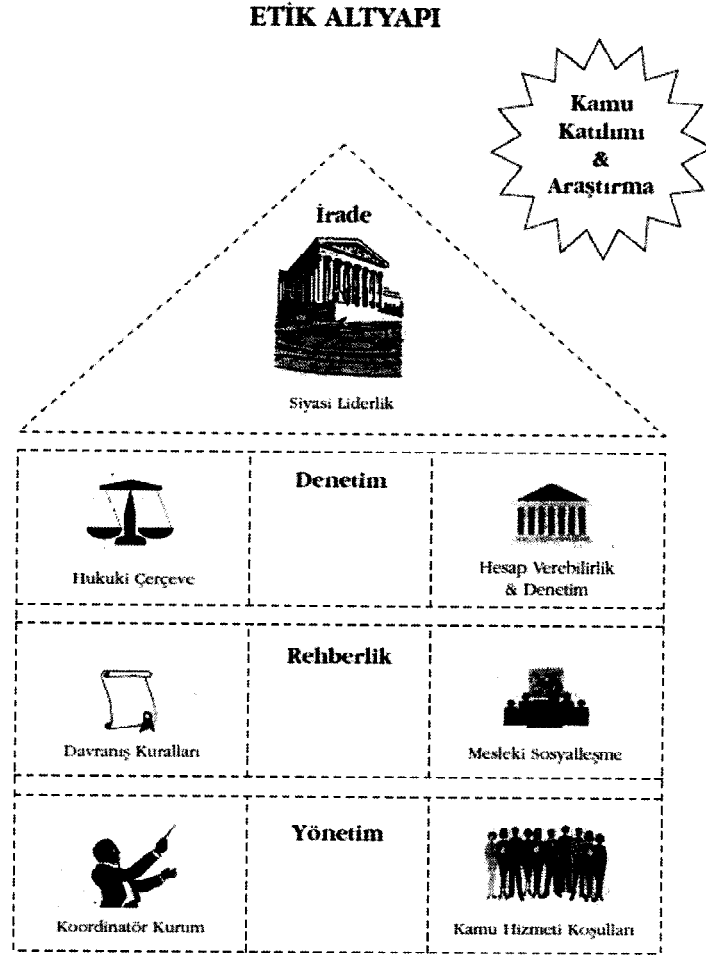 ETİK ALTYAPI
Kamu
Katılımı
&
Araştırma
İrade
Siyasi Liderlik
Denetim
Hukuki Çerçeve
Hesap Verebilirlik
& Denetim
Rehberlik
Davranış Kuralları
Mesleki Sosyalleşme
Yönetim
Koordinatör Kurum
Kamu Hizmeti Koşulları